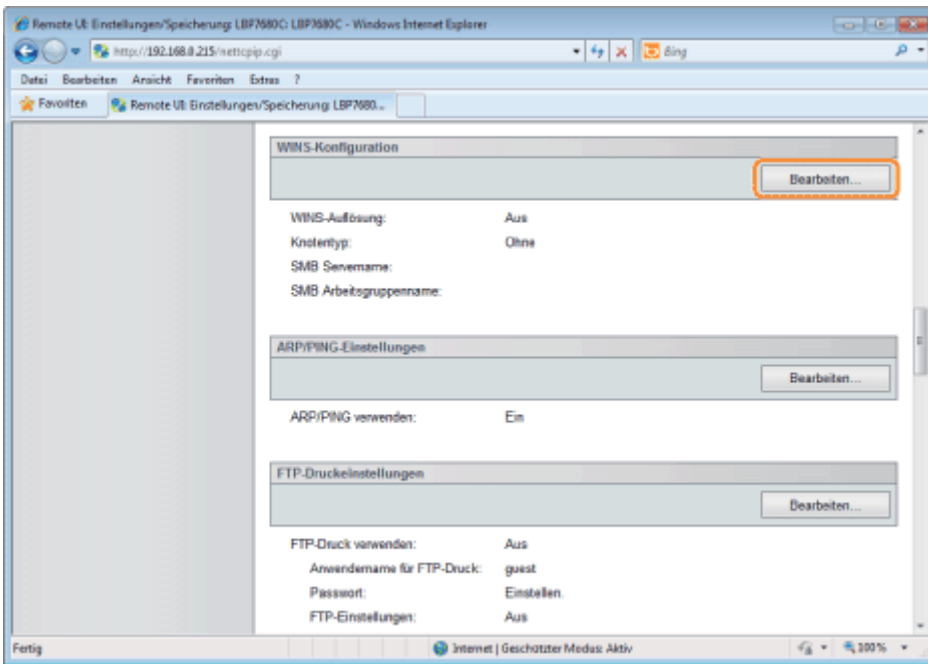 Remote UI: Einstellungen/Speicherung: LBP7680C: LBP7680C - Windows Internet Explorer
http://192.168.0.215/nettcpip.cgi
Bing
Datei Bearbeiten Ansicht Favoriten Extras ?
Favoriten Remote UI: Einstellungen/Speicherung: LBP7680...
WINS-Konfiguration
Bearbeiten...
WINS-Auflösung: Aus
Knotentyp: Ohne
SMB Servername:
SMB Arbeitsgruppenname:
ARP/PING-Einstellungen
Bearbeiten...
ARP/PING verwenden: Ein
FTP-Druckeinstellungen
Bearbeiten...
FTP-Druck verwenden: Aus
Anwendername für FTP-Druck: guest
Passwort: Einstellen.
FTP-Einstellungen: Aus
Fertig Internet | Geschützter Modus: Aktiv 100%